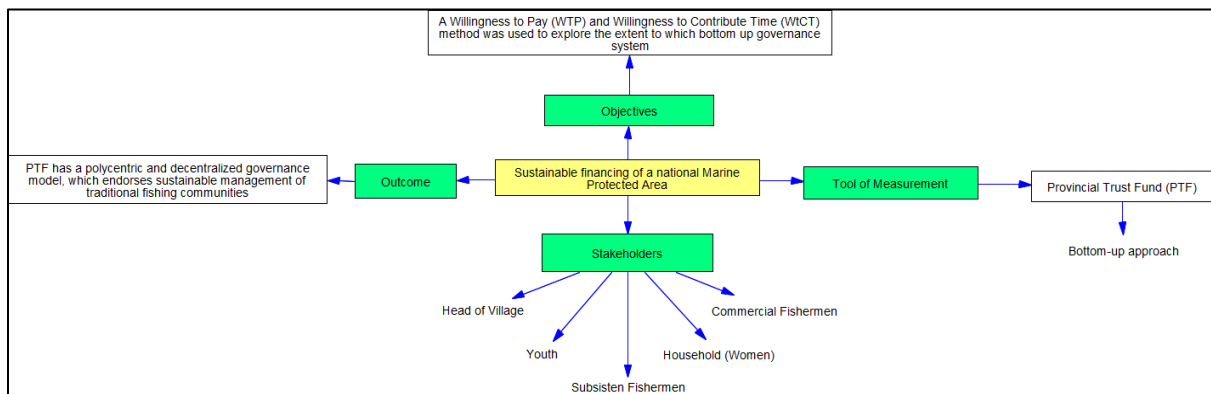 A Willingness to Pay (WTP) and Willingness to Contribute Time (WtCT)
method was used to explore the extent to which bottom up governance
system
Objectives
PTF has a polycentric and decentralized governance
model, which endorses sustainable management of
traditional fishing communities
Outcome
Sustainable financing of a national Marine
Protected Area
Tool of Measurement
Provincial Trust Fund (PTF)
Bottom-up approach
Stakeholders
Head of Village
Commercial Fishermen
Youth
Household (Women)
Subsisten Fishermen